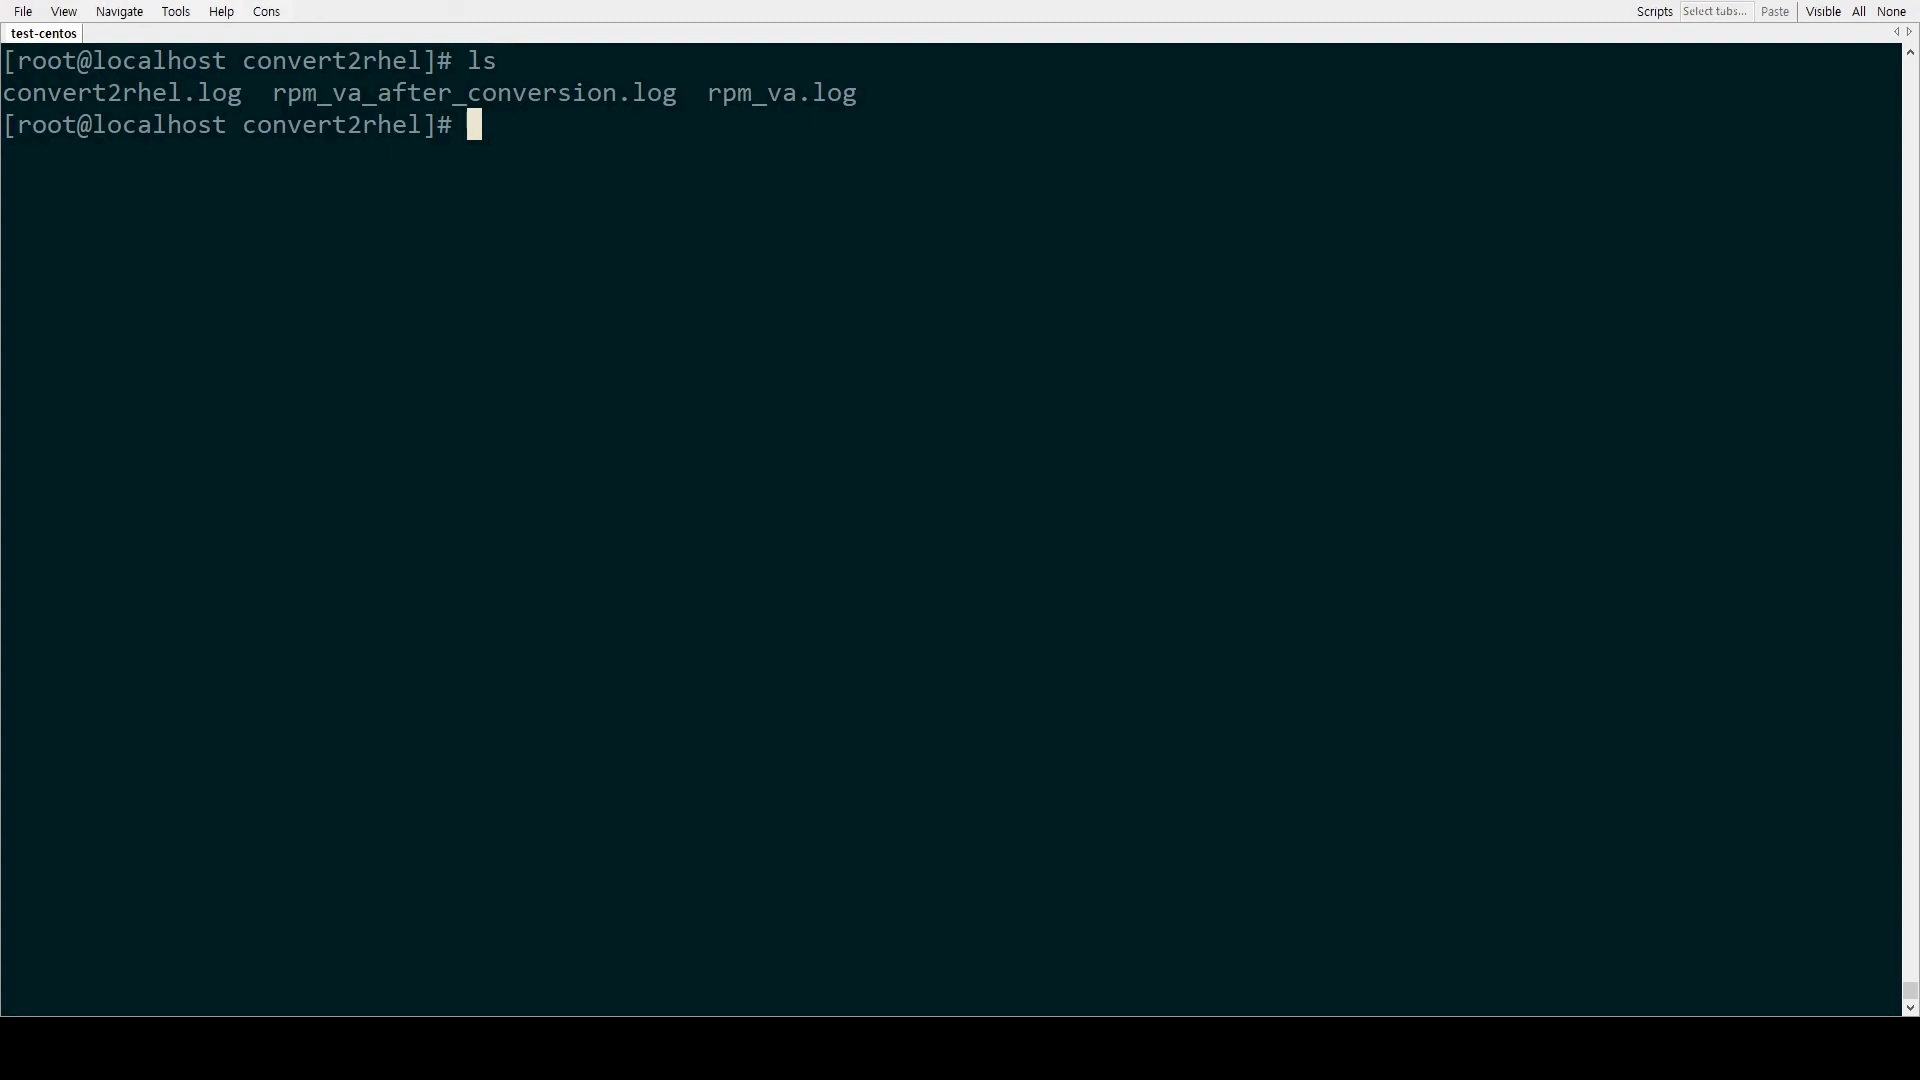 File View Navigate Tools Help Cons Scripts Select tabs... Paste Visible All None
test-centos
[root@localhost convert2rhel]# ls
convert2rhel.log  rpm_va_after_conversion.log  rpm_va.log
[root@localhost convert2rhel]#